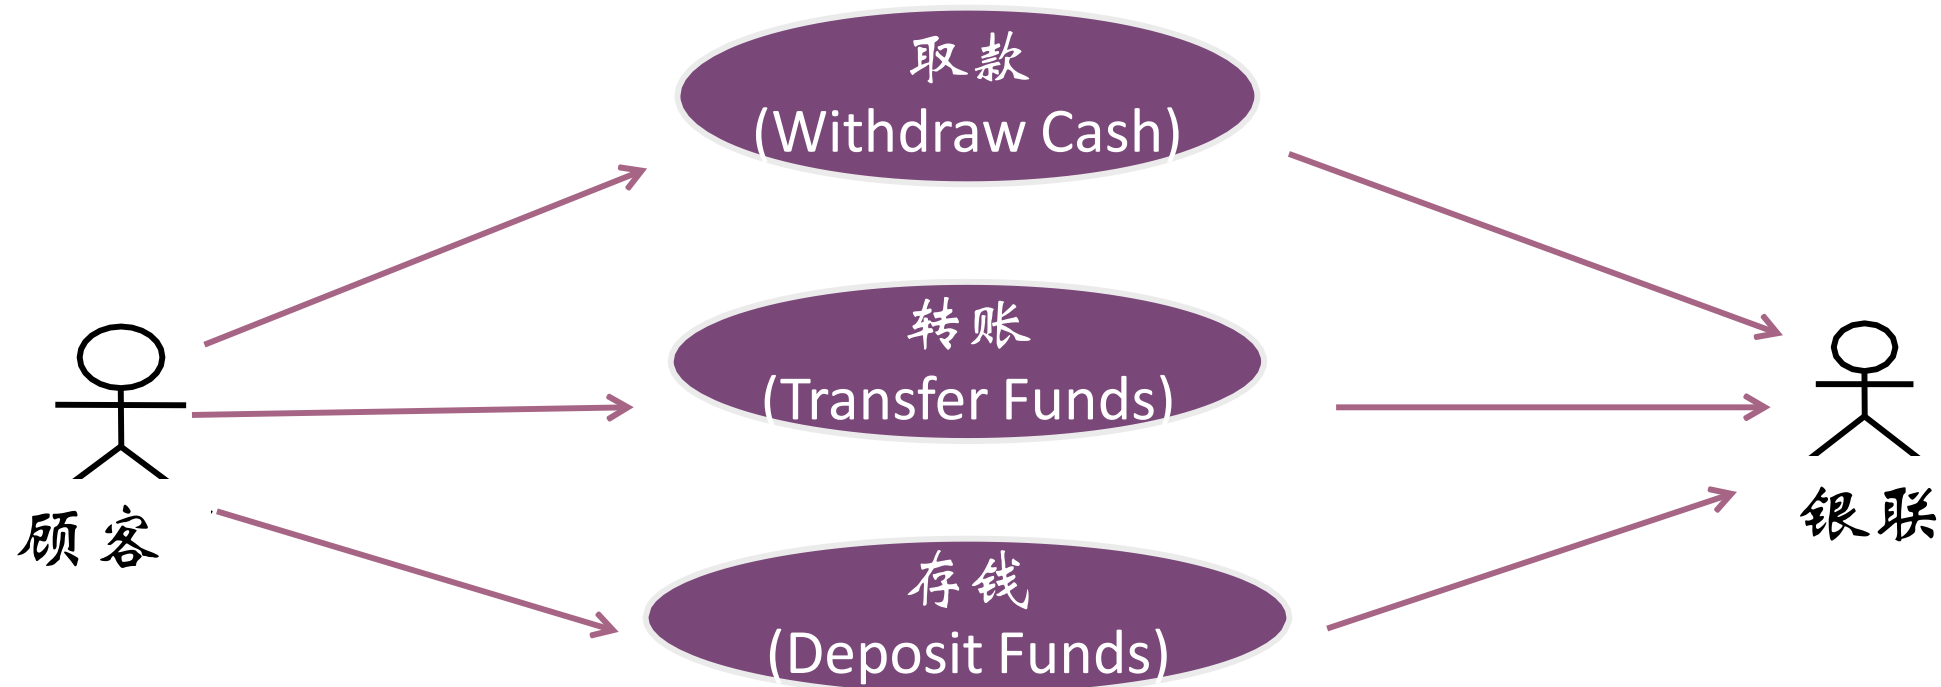 取款
(Withdraw Cash)
转账
(Transfer Funds)
顾客
银联
存钱
(Deposit Funds)